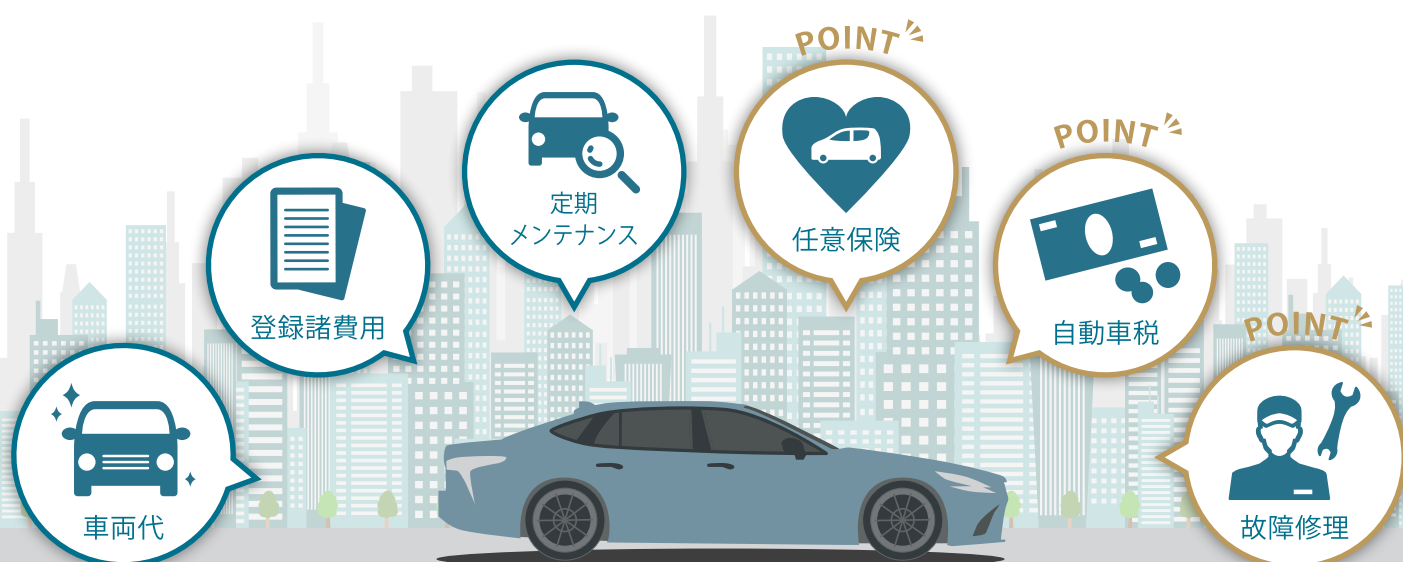 車両代
登録諸費用
定期
メンテナンス
POINT
任意保険
POINT
自動車税
POINT
故障修理